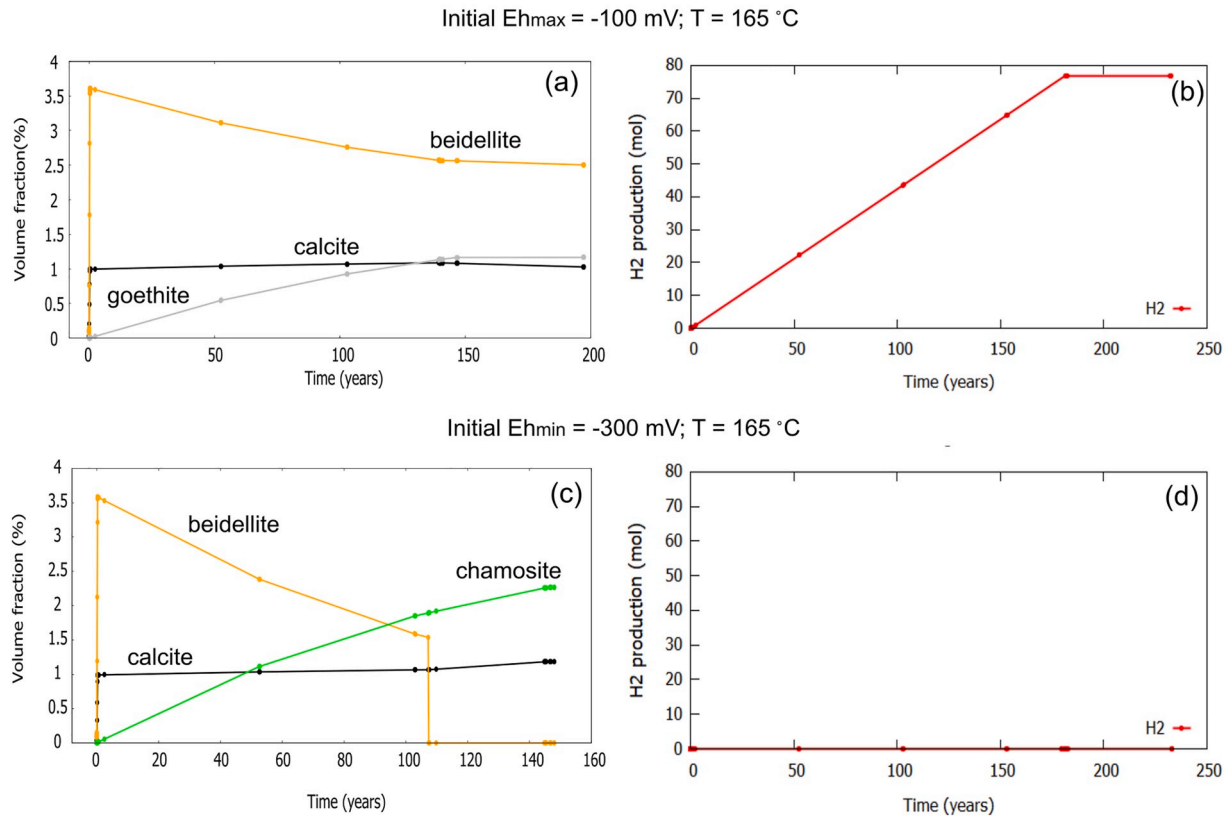 Initial Ehmax = -100 mV; T = 165 °C
(a)
Volume fraction(%)
4
3.5
3
2.5
2
1.5
1
0.5
0
beidellite
calcite
goethite
0 50 100 150 200
Time (years)
(b)
H2 production (mol)
80
70
60
50
40
30
20
10
0
H2
0 50 100 150 200 250
Time (years)
Initial Ehmin = -300 mV; T = 165 °C
(c)
Volume fraction (%)
4
3.5
3
2.5
2
1.5
1
0.5
0
beidellite
chamosite
calcite
0 20 40 60 80 100 120 140 160
Time (years)
(d)
H2 production (mol)
80
70
60
50
40
30
20
10
0
H2
0 50 100 150 200 250
Time (years)